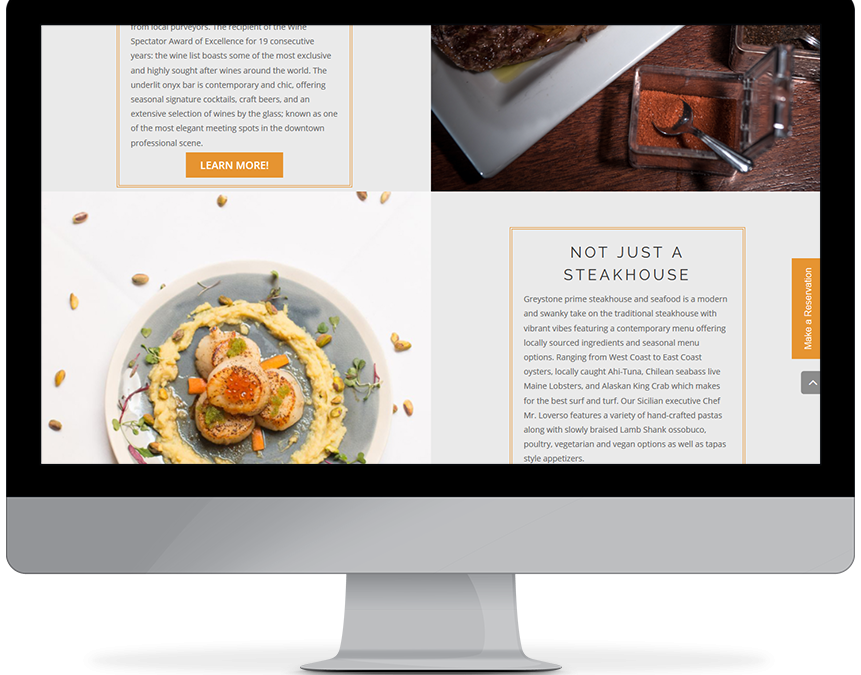 from local purveyors. The recipient of the Wine
Spectator Award of Excellence for 19 consecutive
years: the wine list boasts some of the most exclusive
and highly sought after wines around the world. The
underlit onyx bar is contemporary and chic, offering
seasonal signature cocktails, craft beers, and an
extensive selection of wines by the glass; known as one
of the most elegant meeting spots in the downtown
professional scene.
LEARN MORE!
NOT JUST A
STEAKHOUSE
Greystone prime steakhouse and seafood is a modern
and swanky take on the traditional steakhouse with
vibrant vibes featuring a contemporary menu offering
locally sourced ingredients and seasonal menu
options. Ranging from West Coast to East Coast
oysters, locally caught Ahi-Tuna, Chilean seabass live
Maine Lobsters, and Alaskan King Crab which makes
for the best surf and turf. Our Sicilian executive Chef
Mr. Loverso features a variety of hand-crafted pastas
along with slowly braised Lamb Shank ossobuco,
poultry, vegetarian and vegan options as well as tapas
style appetizers.
Make a Reservation